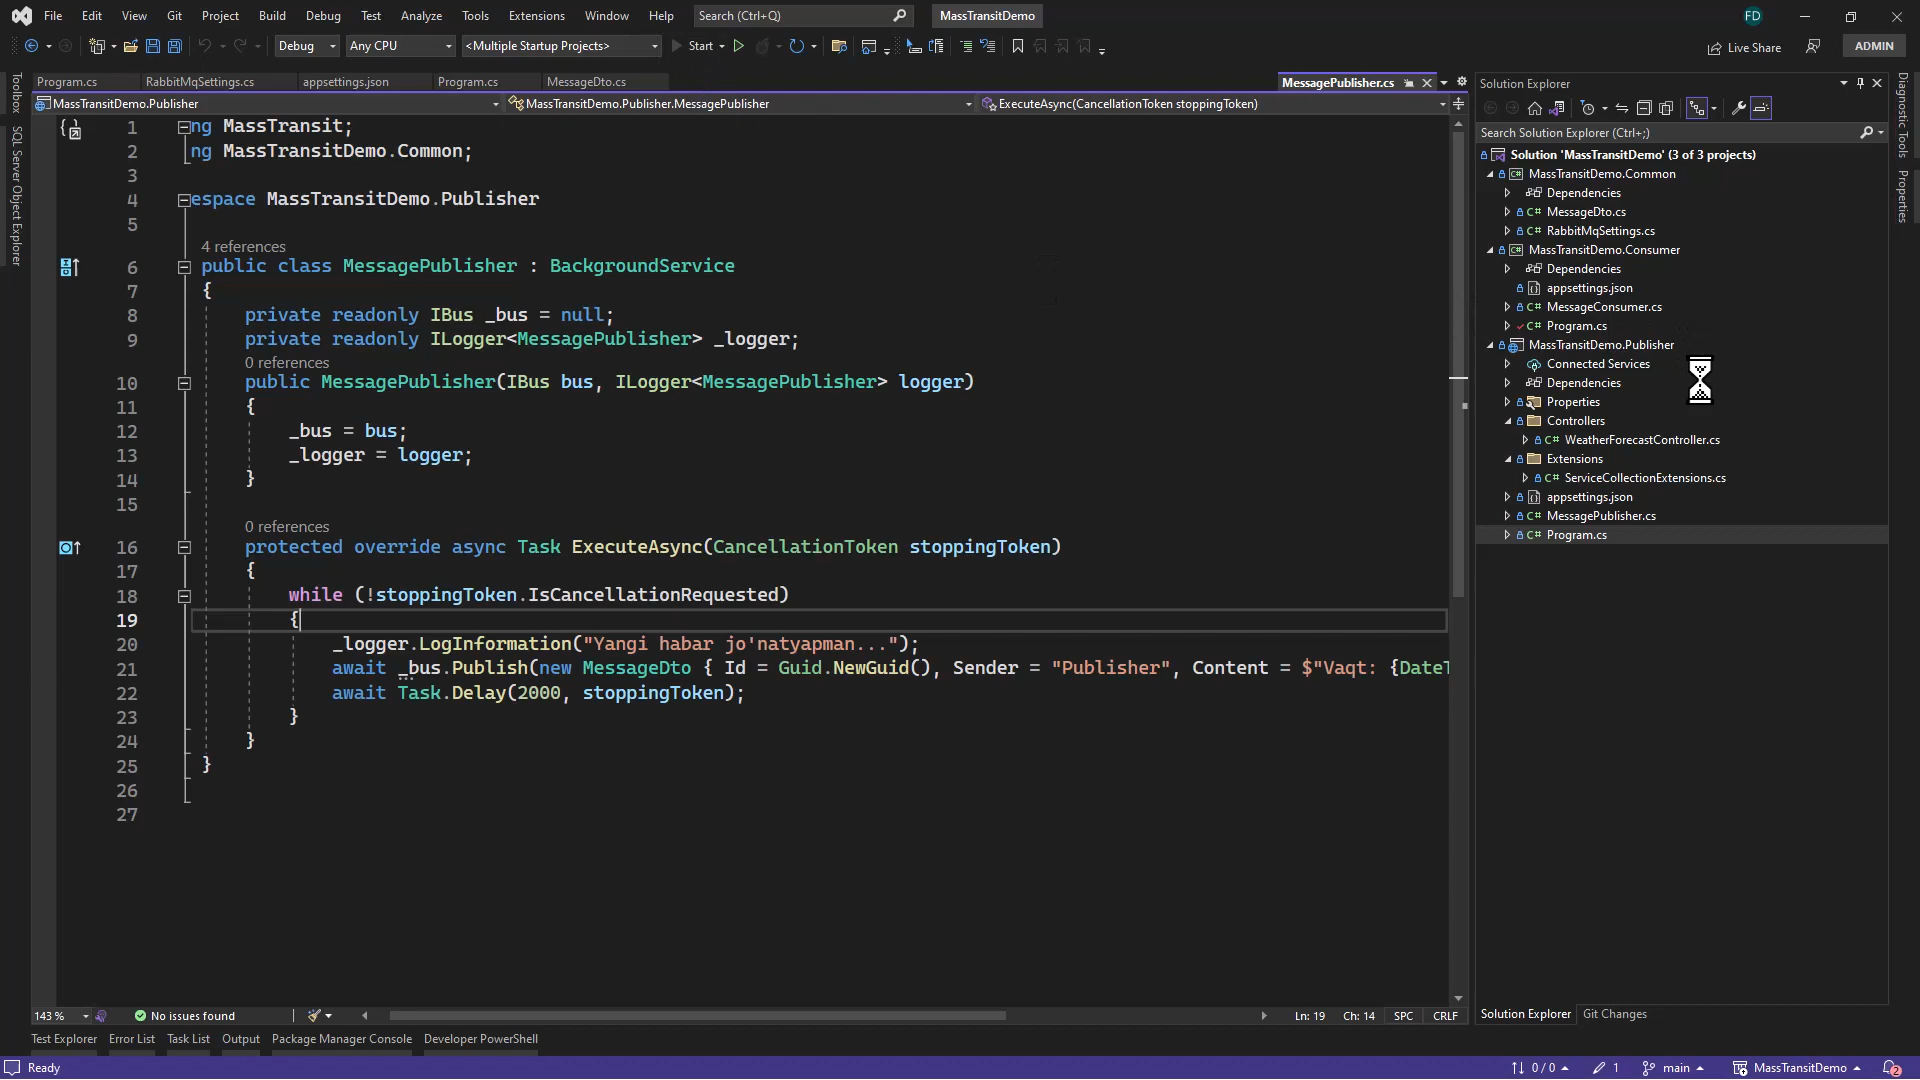 File Edit View Git Project Build Debug Test Analyze Tools Extensions Window Help Search (Ctrl+Q) MassTransitDemo FD
Debug Any CPU <Multiple Startup Projects> Start Live Share ADMIN
Program.cs RabbitMqSettings.cs appsettings.json Program.cs MessageDto.cs MessagePublisher.cs
MassTransitDemo.Publisher MassTransitDemo.Publisher.MessagePublisher ExecuteAsync(CancellationToken stoppingToken)
Toolbox
SQL Server Object Explorer
1 ng MassTransit;
2 ng MassTransitDemo.Common;
3
4 espace MassTransitDemo.Publisher
5
4 references
6 public class MessagePublisher : BackgroundService
7 {
8 private readonly IBus _bus = null;
9 private readonly ILogger<MessagePublisher> _logger;
0 references
10 public MessagePublisher(IBus bus, ILogger<MessagePublisher> logger)
11 {
12 _bus = bus;
13 _logger = logger;
14 }
15
0 references
16 protected override async Task ExecuteAsync(CancellationToken stoppingToken)
17 {
18 while (!stoppingToken.IsCancellationRequested)
19 {
20 _logger.LogInformation("Yangi habar jo'natyapman...");
21 await _bus.Publish(new MessageDto { Id = Guid.NewGuid(), Sender = "Publisher", Content = $"Vaqt: {DateT
22 await Task.Delay(2000, stoppingToken);
23 }
24 }
25 }
26
27
143 % No issues found Ln: 19 Ch: 14 SPC CRLF
Test Explorer Error List Task List Output Package Manager Console Developer PowerShell
Solution Explorer
Search Solution Explorer (Ctrl+;)
Solution 'MassTransitDemo' (3 of 3 projects)
MassTransitDemo.Common
Dependencies
MessageDto.cs
RabbitMqSettings.cs
MassTransitDemo.Consumer
Dependencies
appsettings.json
MessageConsumer.cs
Program.cs
MassTransitDemo.Publisher
Connected Services
Dependencies
Properties
Controllers
WeatherForecastController.cs
Extensions
ServiceCollectionExtensions.cs
appsettings.json
MessagePublisher.cs
Program.cs
Solution Explorer Git Changes
Diagnostic Tools
Properties
Ready 0 / 0 1 main MassTransitDemo 2